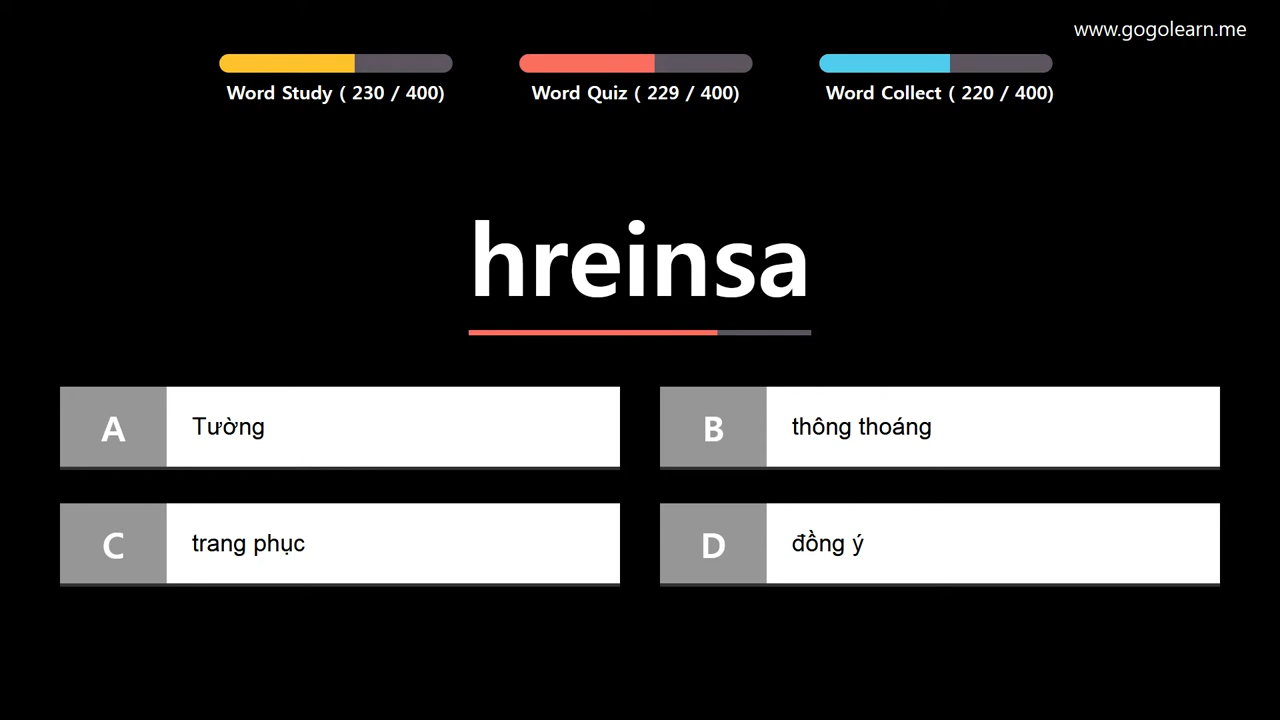 www.gogolearn.me
Word Study ( 230 / 400)
Word Quiz ( 229 / 400)
Word Collect ( 220 / 400)
hreinsa
A Tường
B thông thoáng
C trang phục
D đồng ý